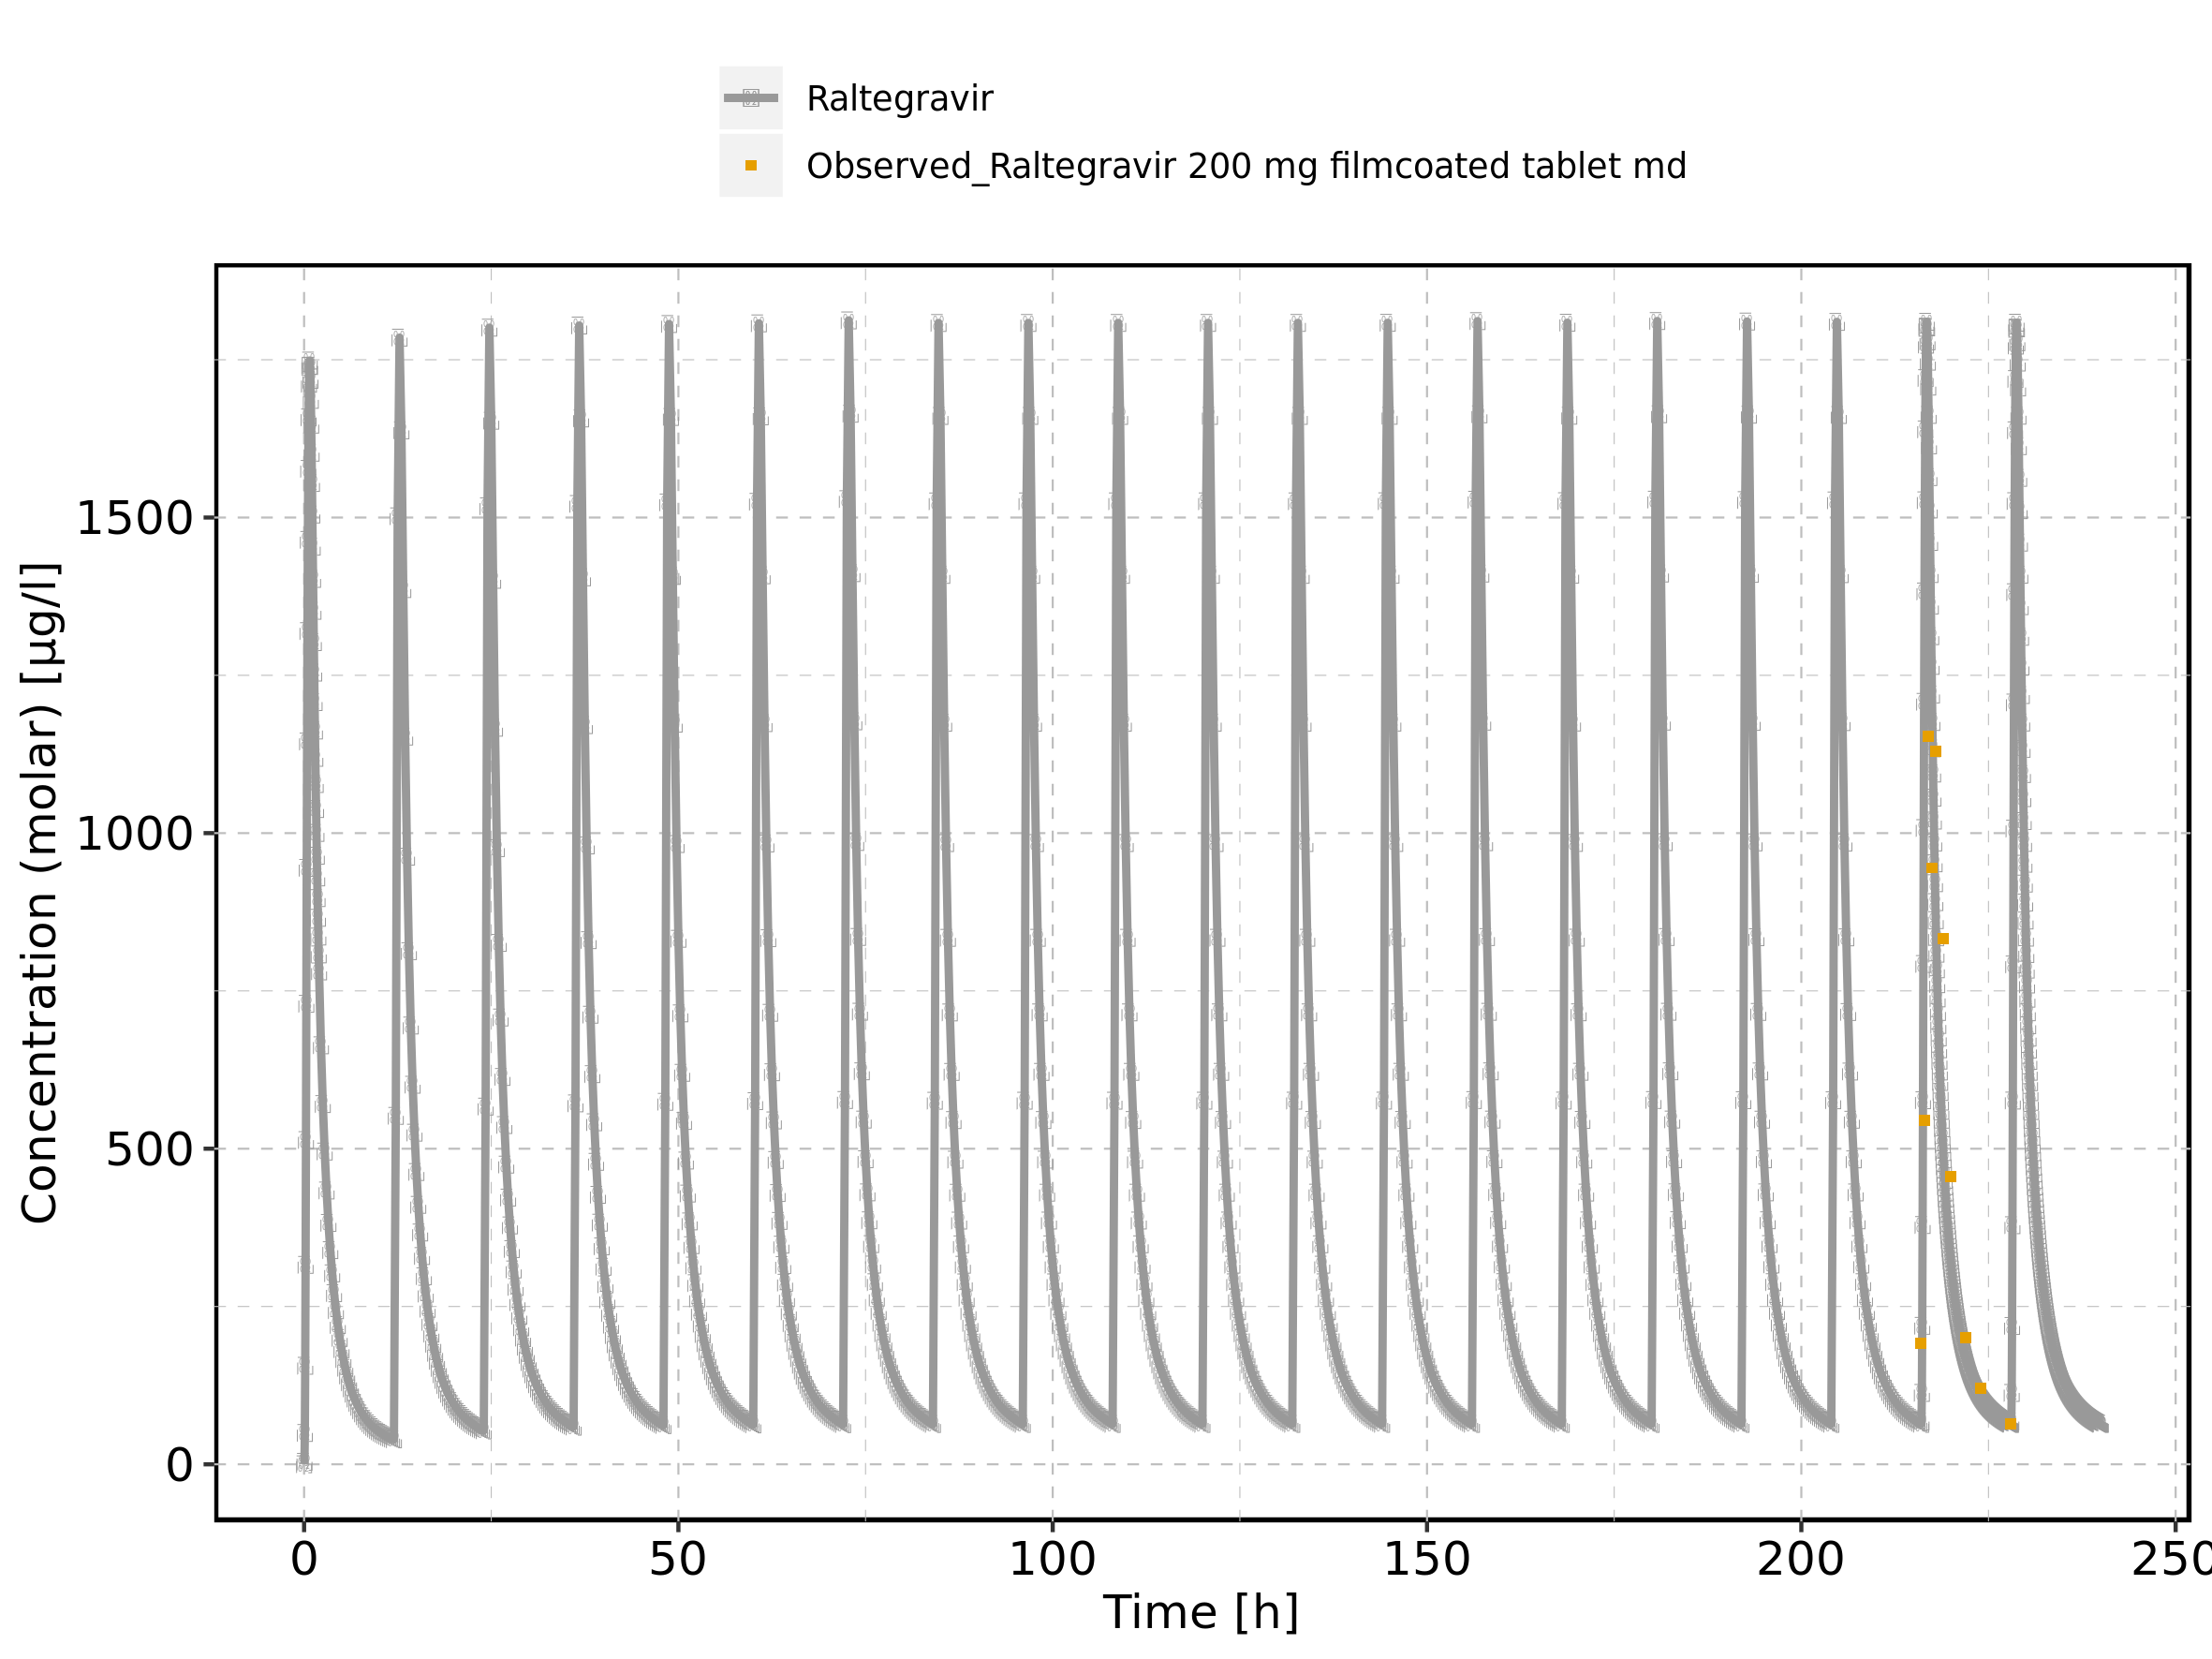 Raltegravir
Observed_Raltegravir 200 mg filmcoated tablet md
Concentration (molar) [µg/l]
1500
1000
500
0
0 50 100 150 200 250
Time [h]